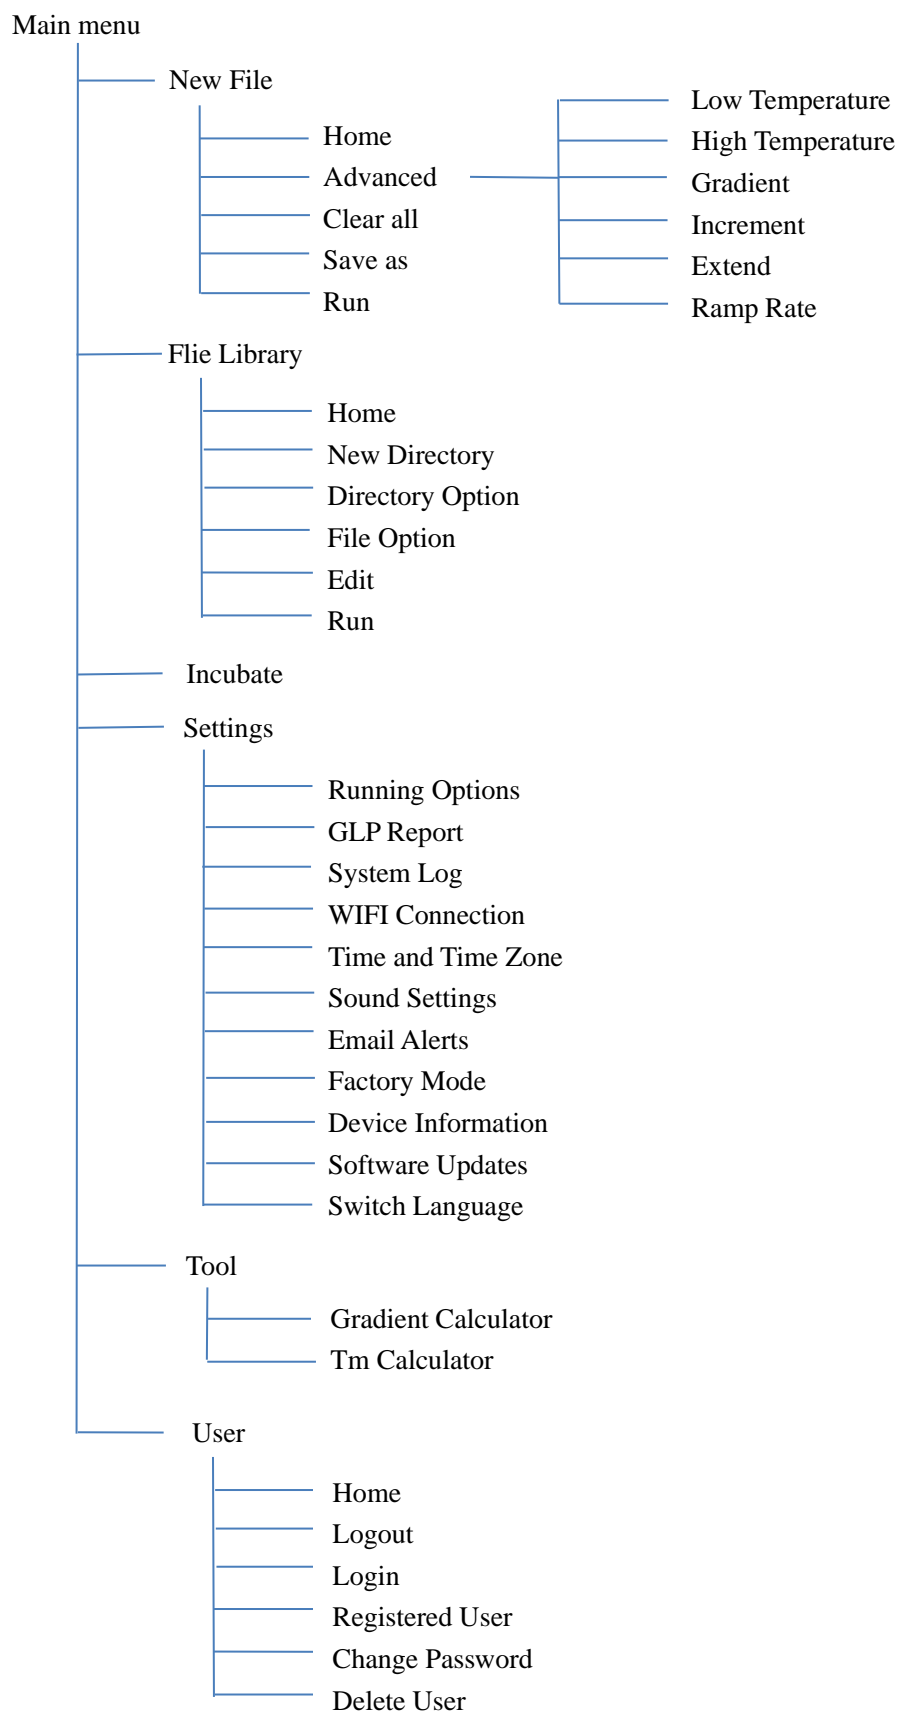 Main menu
New File
Home
Advanced
Clear all
Save as
Run
Low Temperature
High Temperature
Gradient
Increment
Extend
Ramp Rate
Flie Library
Home
New Directory
Directory Option
File Option
Edit
Run
Incubate
Settings
Running Options
GLP Report
System Log
WIFI Connection
Time and Time Zone
Sound Settings
Email Alerts
Factory Mode
Device Information
Software Updates
Switch Language
Tool
Gradient Calculator
Tm Calculator
User
Home
Logout
Login
Registered User
Change Password
Delete User